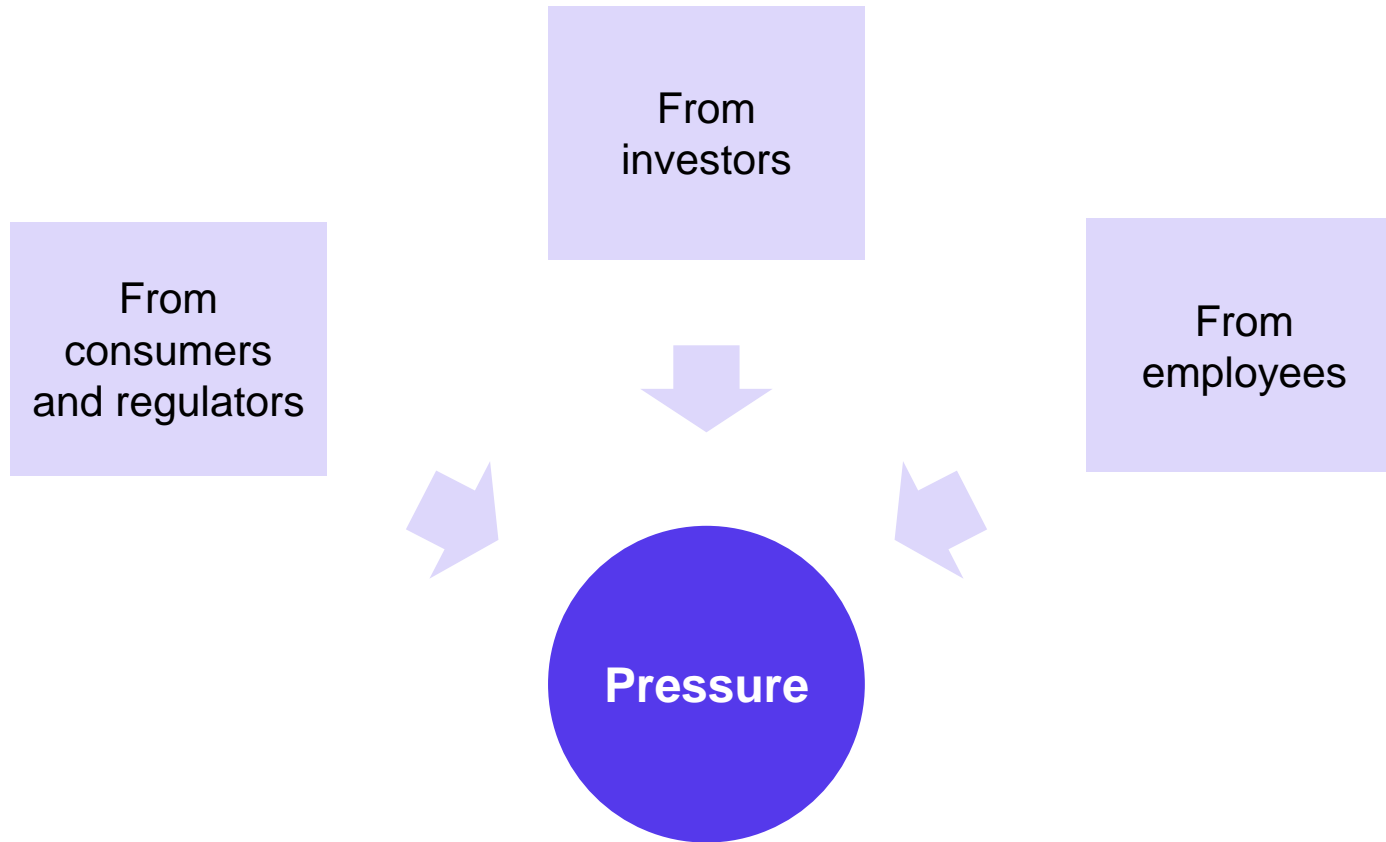 From
investors
From
consumers
and regulators
From
employees
Pressure